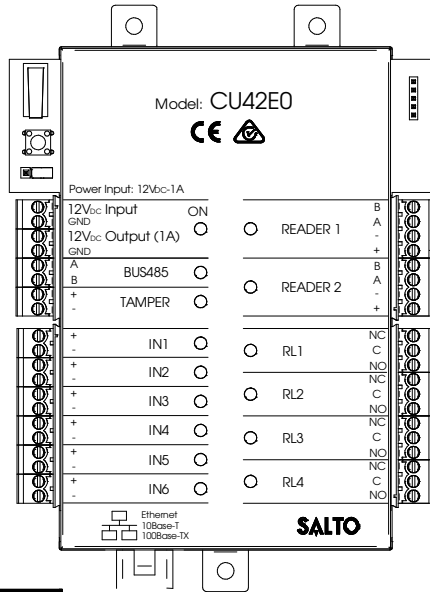 Model: CU42E0
CE
Power Input: 12VDC-1A
12VDC Input
ON
GND
12VDC Output (1A)
GND
A
BUS485
B
+
TAMPER
-
+
IN1
-
+
IN2
-
+
IN3
-
+
IN4
-
+
IN5
-
+
IN6
-
B
READER 1
A
-
+
B
READER 2
A
-
+
NC
RL1
C
NO
NC
RL2
C
NO
NC
RL3
C
NO
NC
RL4
C
NO
Ethernet
10Base-T
100Base-TX
SALTO